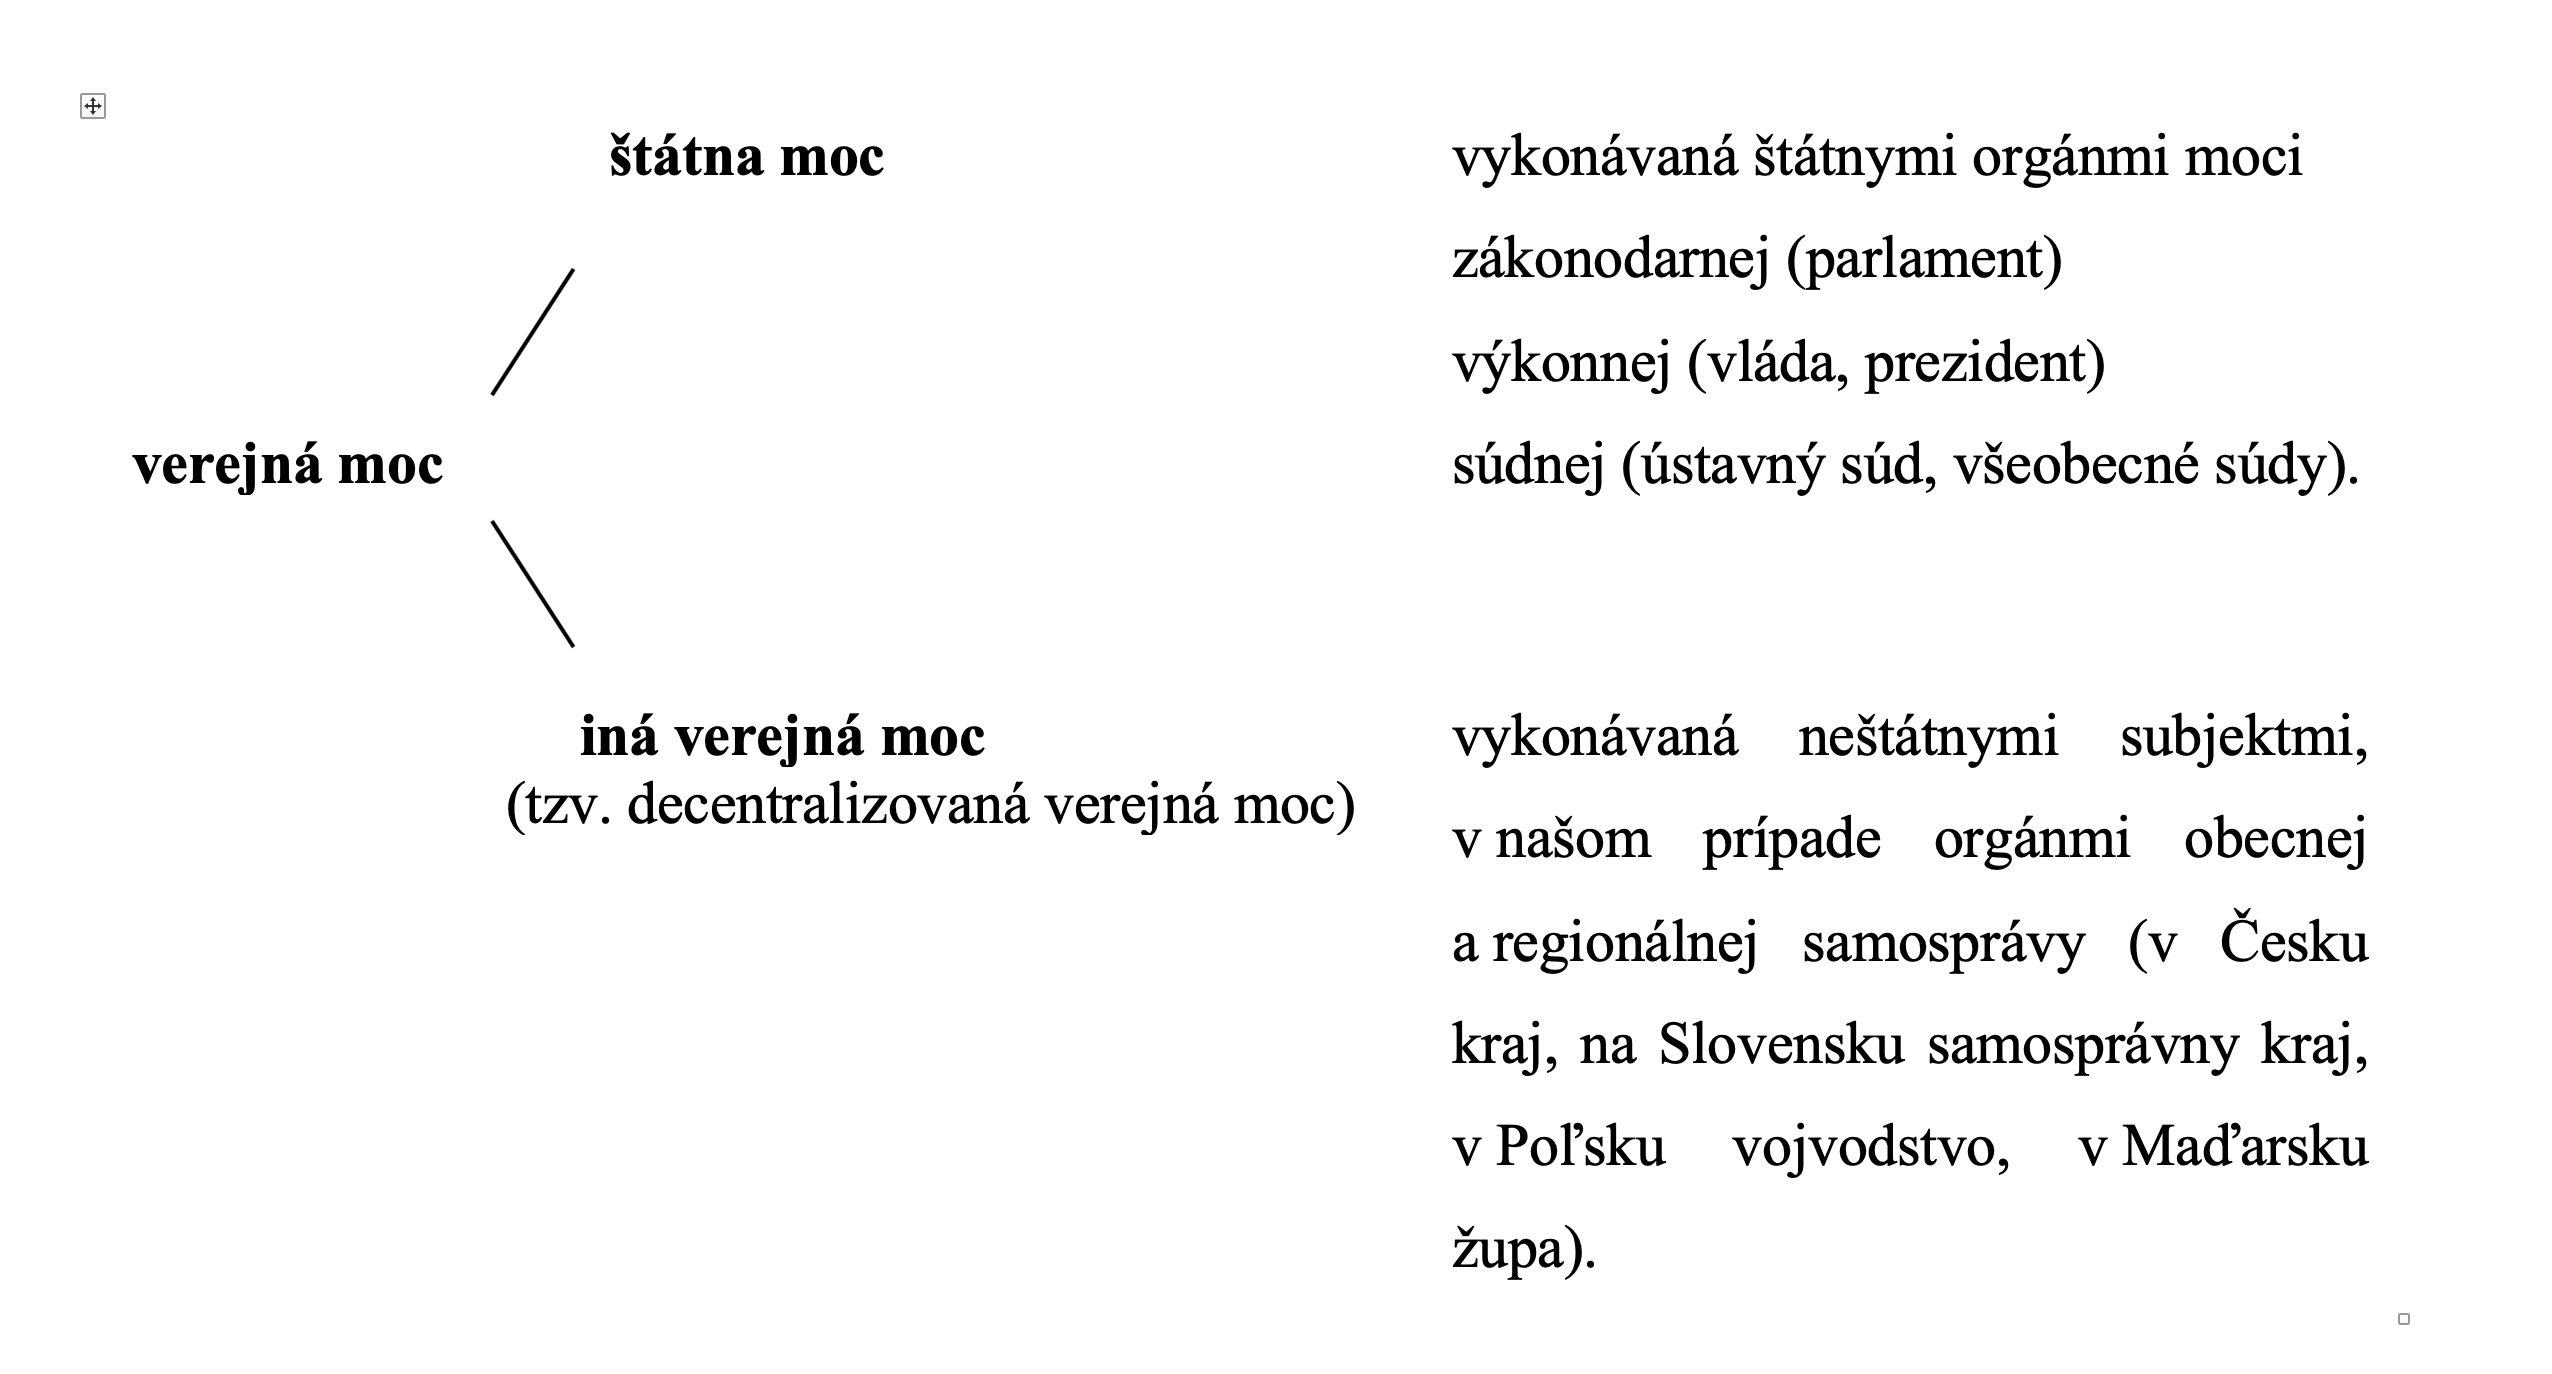 štátna moc
vykonávaná štátnymi orgánmi moci
zákonodarnej (parlament)
výkonnej (vláda, prezident)
verejná moc
súdnej (ústavný súd, všeobecné súdy).
iná verejná moc
(tzv. decentralizovaná verejná moc)
vykonávaná neštátnymi subjektmi,
v našom prípade orgánmi obecnej
a regionálnej samosprávy (v Česku
kraj, na Slovensku samosprávny kraj,
v Poľsku vojvodstvo, v Maďarsku
župa).